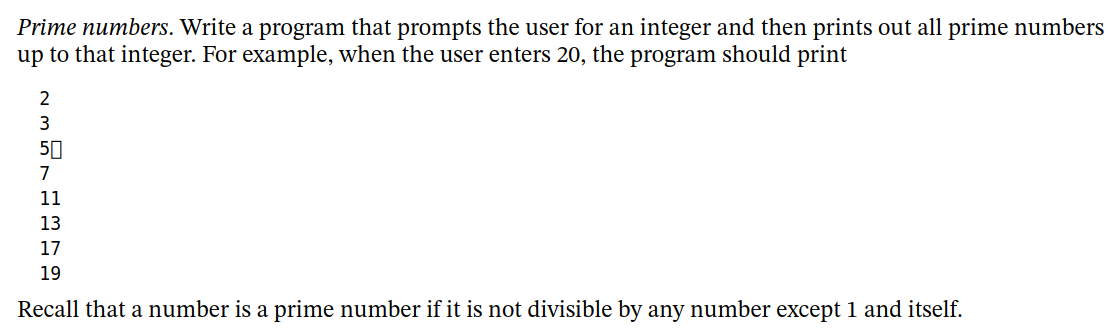 Prime numbers. Write a program that prompts the user for an integer and then prints out all prime numbers
up to that integer. For example, when the user enters 20, the program should print
2
3
5▯
7
11
13
17
19
Recall that a number is a prime number if it is not divisible by any number except 1 and itself.